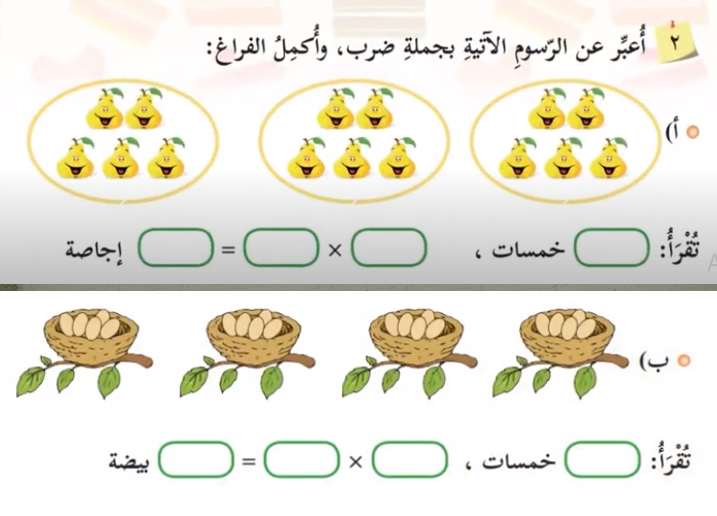 ٢ أُعبِّر عن الرّسومِ الآتيةِ بجملةِ ضرب، وأُكمِلُ الفراغ:
أ)
تُقْرَأُ: خمسات ، × = إجاصة
ب)
تُقْرَأُ: خمسات ، × = بيضة